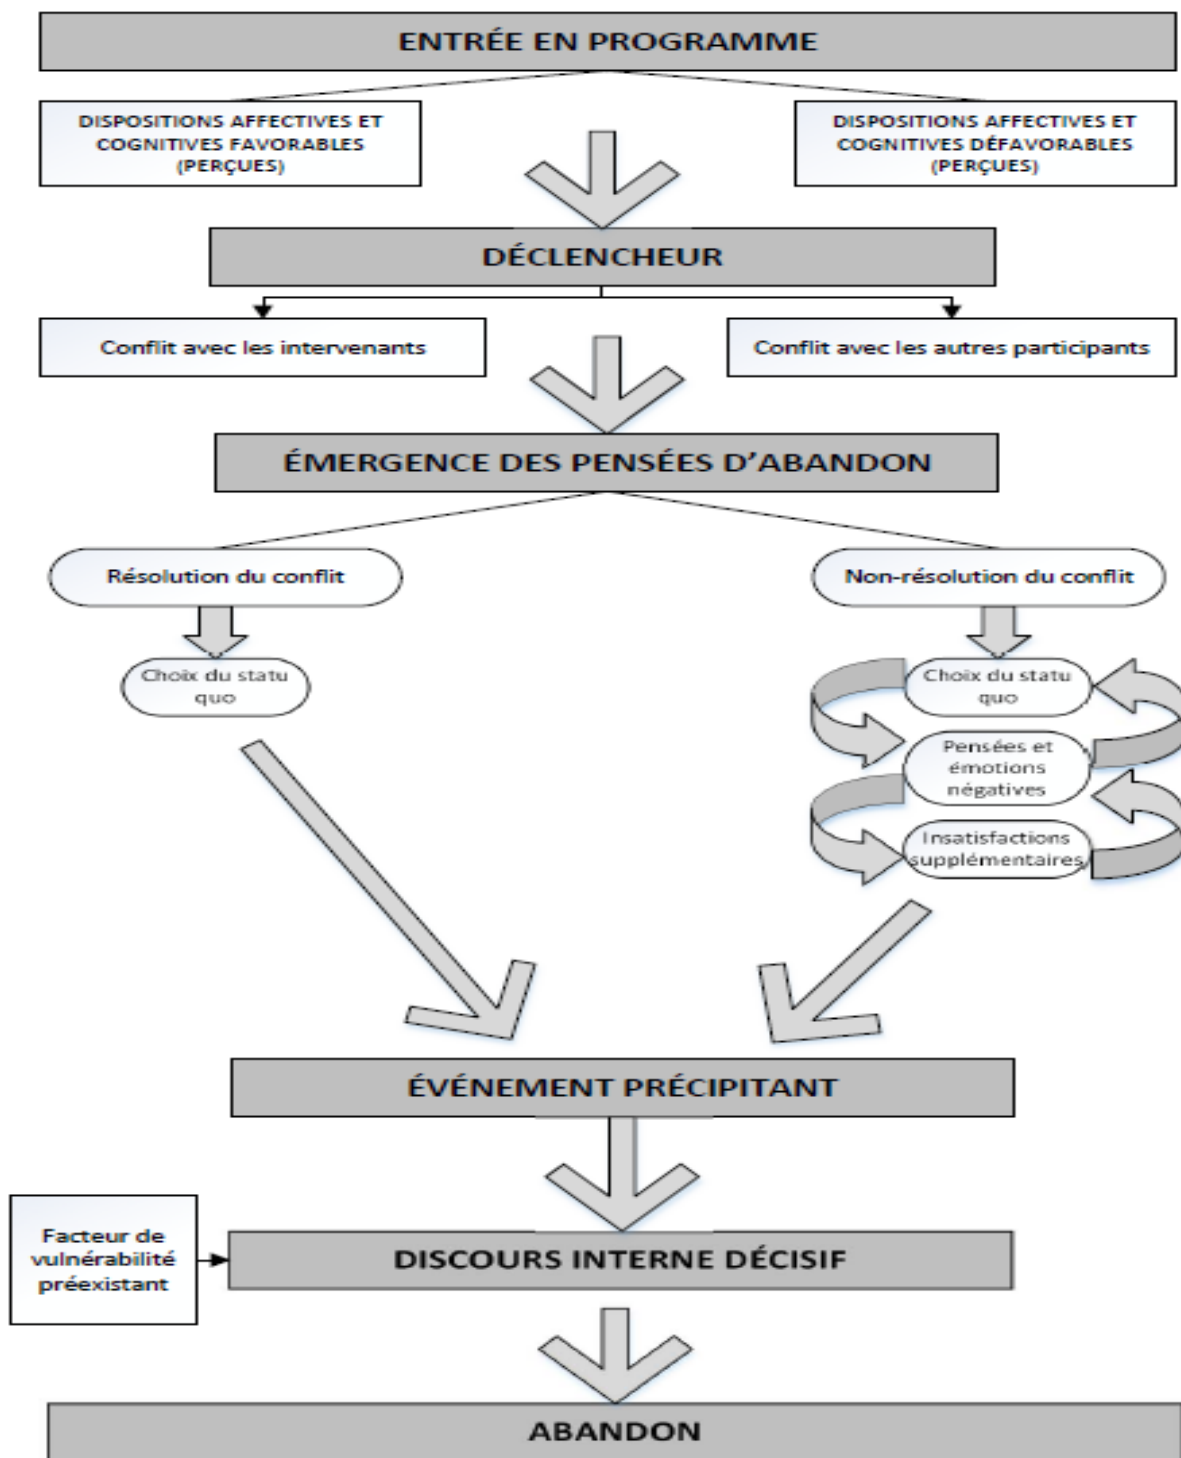 ENTRÉE EN PROGRAMME
DISPOSITIONS AFFECTIVES ET
COGNITIVES FAVORABLES
(PERÇUES)
DISPOSITIONS AFFECTIVES ET
COGNITIVES DÉFAVORABLES
(PERÇUES)
DÉCLENCHEUR
Conflit avec les intervenants
Conflit avec les autres participants
ÉMERGENCE DES PENSÉES D’ABANDON
Résolution du conflit
Non-résolution du conflit
Choix du statu
quo
Choix du statu
quo
Pensées et
émotions
négatives
Insatisfactions
supplémentaires
ÉVÉNEMENT PRÉCIPITANT
Facteur de
vulnérabilité
préexistant
DISCOURS INTERNE DÉCISIF
ABANDON